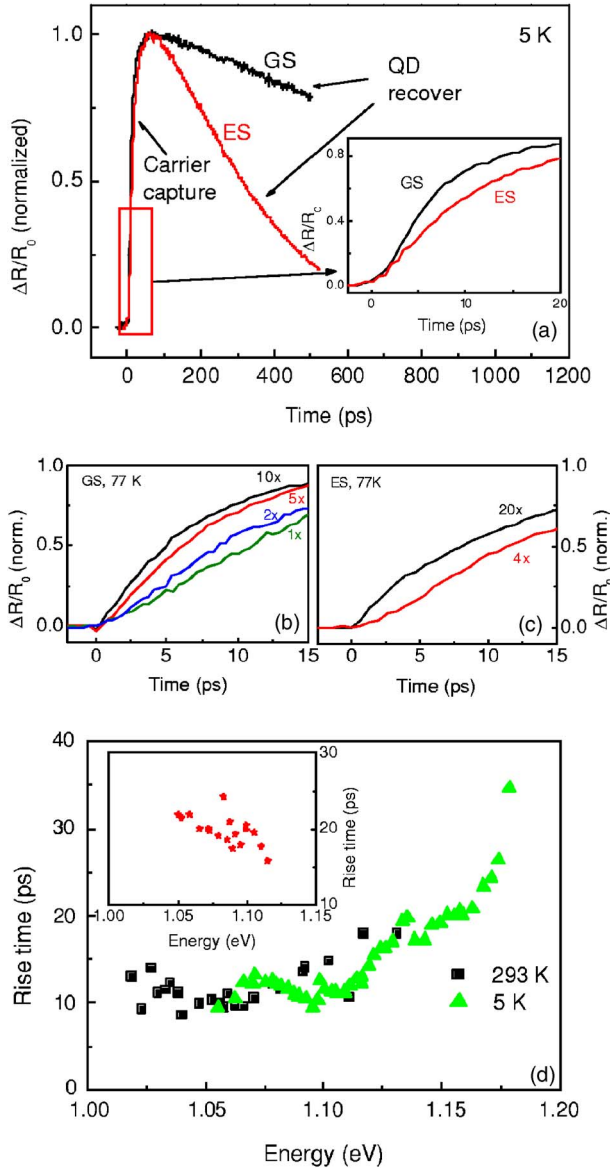 1.0
5 K
GS
QD
recover
ES
Carrier
capture
0.5
0.0
ΔR/R0 (normalized)
0.8
GS
ES
0.4
0.0
ΔR/R0
0 10 20
Time (ps)
(a)
0 200 400 600 800 1000 1200
Time (ps)
1.0
GS, 77 K
10x
5x
2x
1x
0.5
0.0
ΔR/R0 (norm.)
(b)
0 5 10 15
Time (ps)
ES, 77K
1.0
20x
4x
0.5
0.0
ΔR/R0 (norm.)
(c)
0 5 10 15
Time (ps)
40
30
20
10
0
Rise time (ps)
30
20
10
Rise time (ps)
1.00 1.05 1.10 1.15
Energy (eV)
293 K
5 K
(d)
1.00 1.05 1.10 1.15 1.20
Energy (eV)